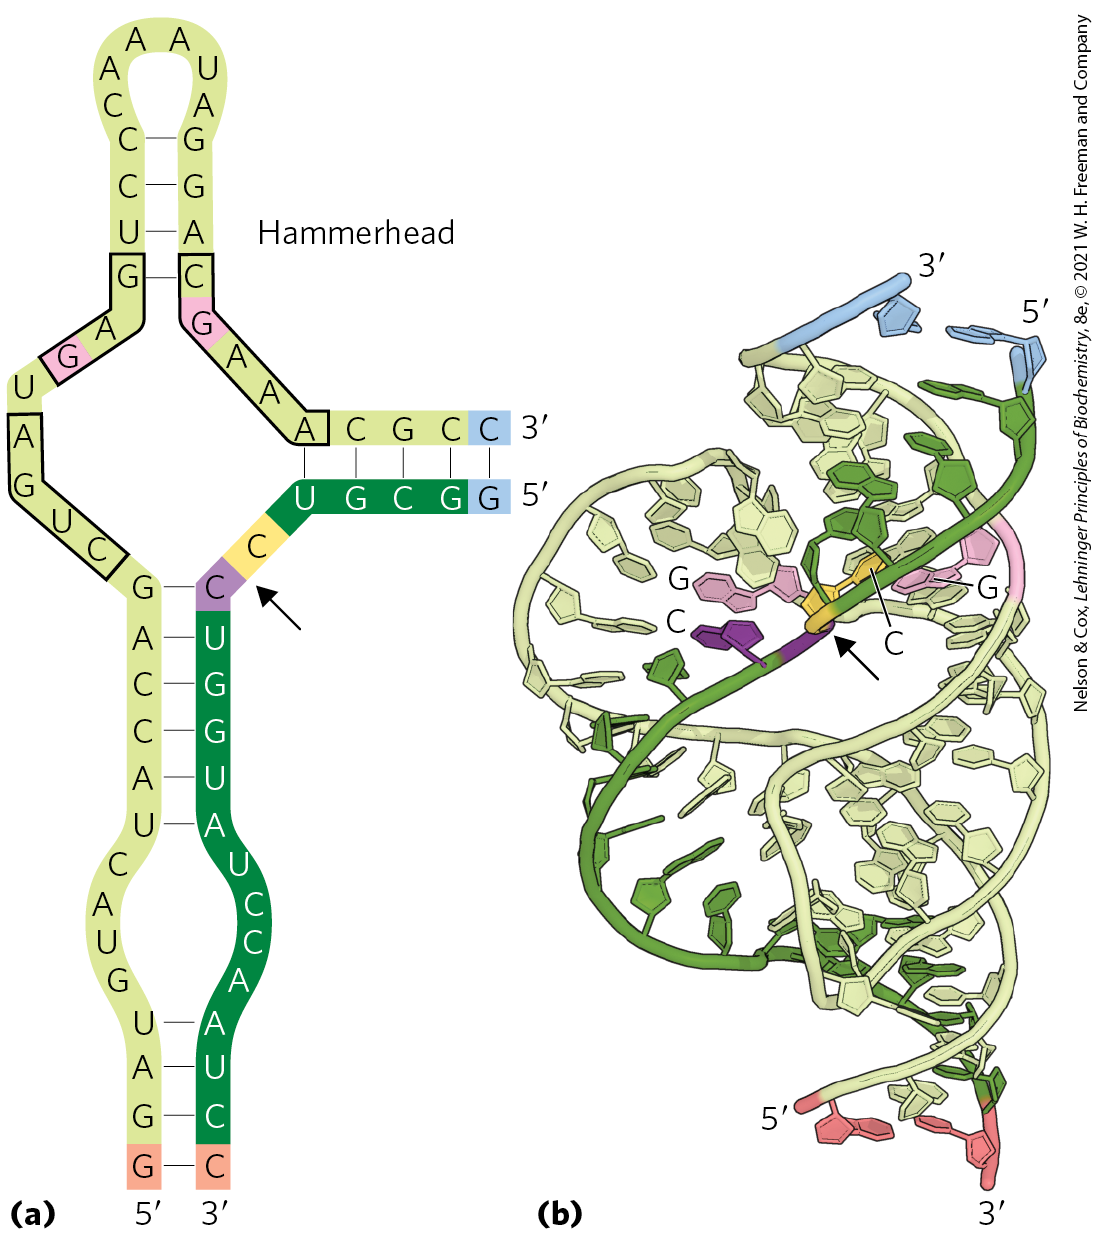 A A
A U
C A
C G
C G
U A
Hammerhead
G C
A G
G A
U A
A A C G C C 3′
G U G C G G 5′
U C
C
G C
A U
C G
C G
A U
U A
C U
A C
U C
G A
U A
A U
G C
G C
(a) 5′ 3′
3′
5′
G G
C C
5′
(b) 3′
Nelson & Cox, Lehninger Principles of Biochemistry, 8e, © 2021 W. H. Freeman and Company